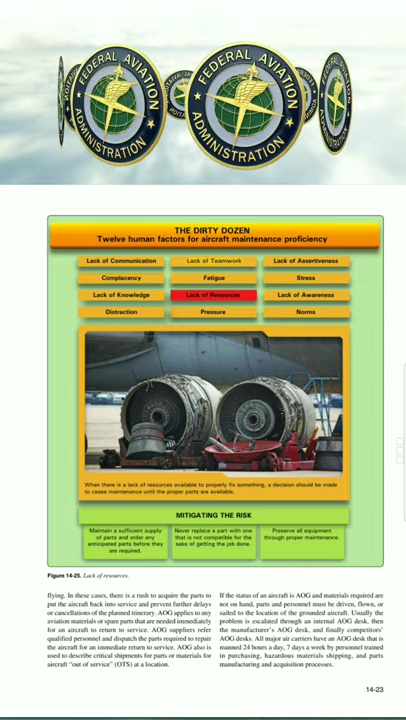 FEDERAL AVIATION
ADMINISTRATION
FEDERAL AVIATION
ADMINISTRATION
THE DIRTY DOZEN
Twelve human factors for aircraft maintenance proficiency
Lack of Communication Lack of Teamwork Lack of Assertiveness
Complacency Fatigue Stress
Lack of Knowledge Lack of Resources Lack of Awareness
Distraction Pressure Norms
When there is a lack of resources available to properly fix something, a decision should be made
to cease maintenance until the proper parts are available.
MITIGATING THE RISK
Maintain a sufficient supply
of parts and order any
anticipated parts before they
are required.
Never replace a part with one
that is not compatible for the
sake of getting the job done.
Preserve all equipment
through proper maintenance.
Figure 14-25. Lack of resources.
flying. In these cases, there is a rush to acquire the parts to
put the aircraft back into service and prevent further delays
or cancellations of the planned itinerary. AOG applies to any
aviation materials or spare parts that are needed immediately
for an aircraft to return to service. AOG suppliers refer
qualified personnel and dispatch the parts required to repair
the aircraft for an immediate return to service. AOG also is
used to describe critical shipments for parts or materials for
aircraft “out of service” (OTS) at a location.
If the status of an aircraft is AOG and materials required are
not on hand, parts and personnel must be driven, flown, or
sailed to the location of the grounded aircraft. Usually the
problem is escalated through an internal AOG desk, then
the manufacturer’s AOG desk, and finally competitors’
AOG desks. All major air carriers have an AOG desk that is
manned 24 hours a day, 7 days a week by personnel trained
in purchasing, hazardous materials shipping, and parts
manufacturing and acquisition processes.
14-23